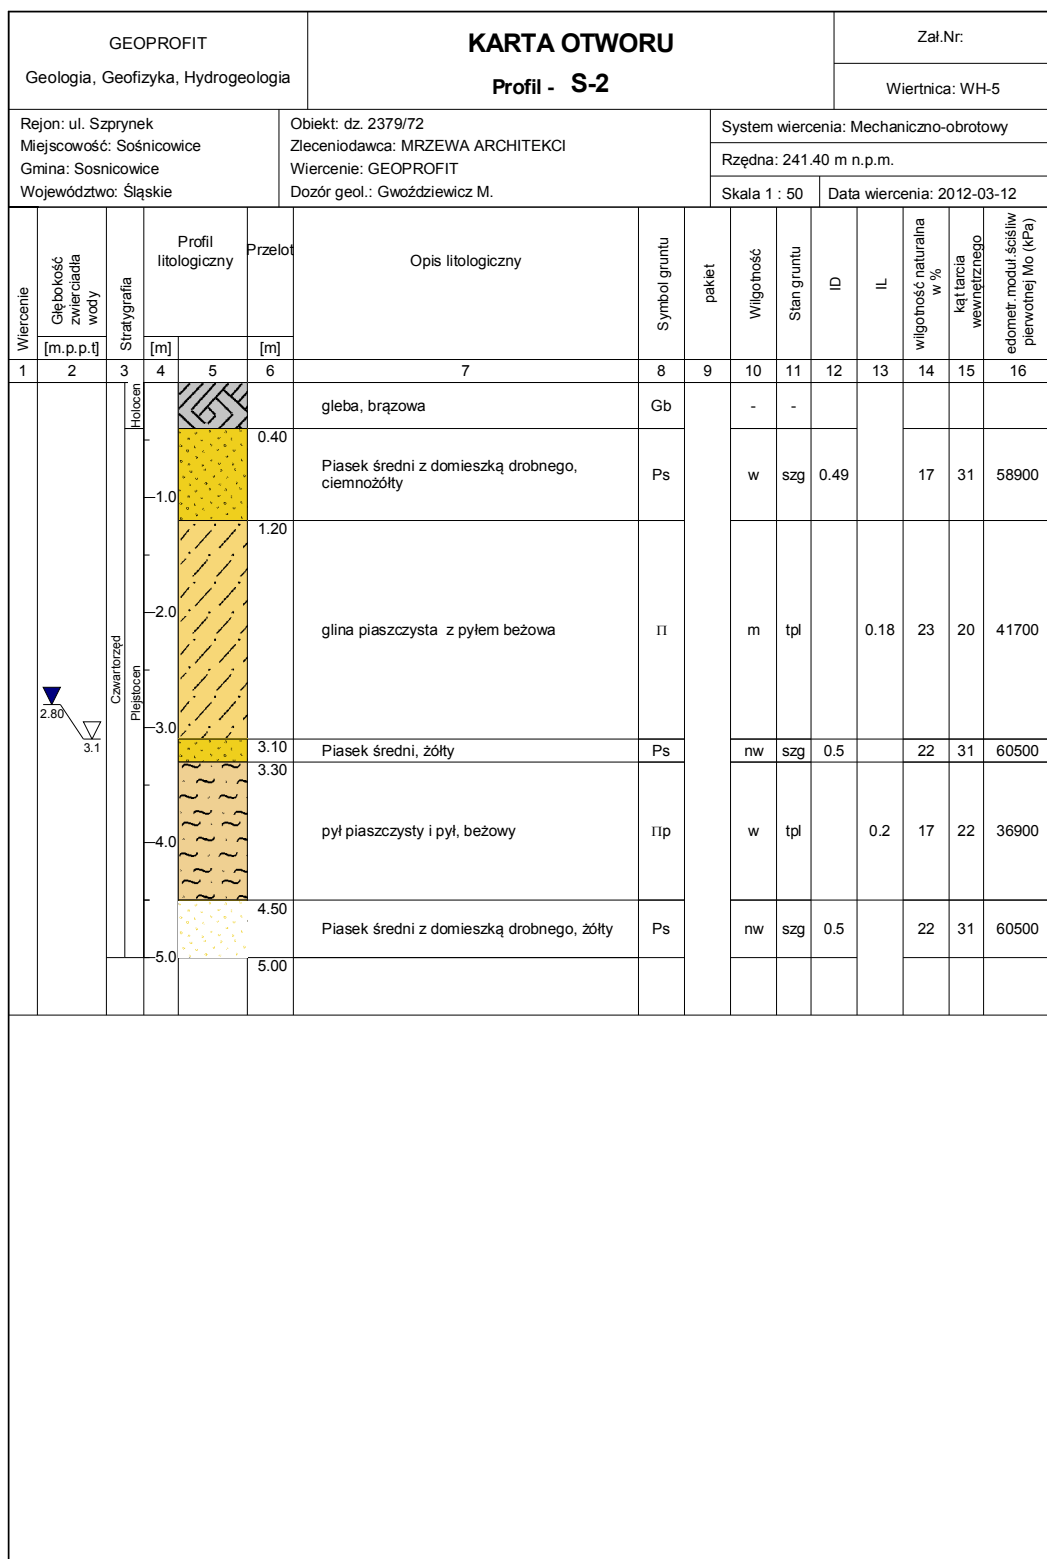 GEOPROFIT
Geologia, Geofizyka, Hydrogeologia
KARTA OTWORU
Profil - S-2
Zał.Nr:
Wiertnica: WH-5
Rejon: ul. Szprynek
Miejscowość: Sośnicowice
Gmina: Sosnicowice
Województwo: Śląskie
Obiekt: dz. 2379/72
Zleceniodawca: MRZEWA ARCHITEKCI
Wiercenie: GEOPROFIT
Dozór geol.: Gwoździewicz M.
System wiercenia: Mechaniczno-obrotowy
Rzędna: 241.40 m n.p.m.
Skala 1 : 50
Data wiercenia: 2012-03-12
Wiercenie
Głębokość
zwierciadła
wody
[m.p.p.t]
Stratygrafia
Profil
litologiczny
[m]
Przelot
[m]
Opis litologiczny
Symbol gruntu
pakiet
Wilgotność
Stan gruntu
ID
IL
wilgotność naturalna
w %
kąt tarcia
wewnętrznego
edometr.moduł.ściśliw
pierwotnej Mo (kPa)
1 2 3 4 5 6 7 8 9 10 11 12 13 14 15 16
Holocen
gleba, brązowa Gb - -
0.40
Piasek średni z domieszką drobnego,
ciemnożółty
Ps w szg 0.49 17 31 58900
1.0
1.20
2.0
glina piaszczysta z pyłem beżowa П m tpl 0.18 23 20 41700
Czwartorzęd
Plejstocen
2.80
3.0
3.1
3.10 Piasek średni, żółty Ps nw szg 0.5 22 31 60500
3.30
4.0
pył piaszczysty i pył, beżowy Пp w tpl 0.2 17 22 36900
4.50
Piasek średni z domieszką drobnego, żółty Ps nw szg 0.5 22 31 60500
5.0
5.00